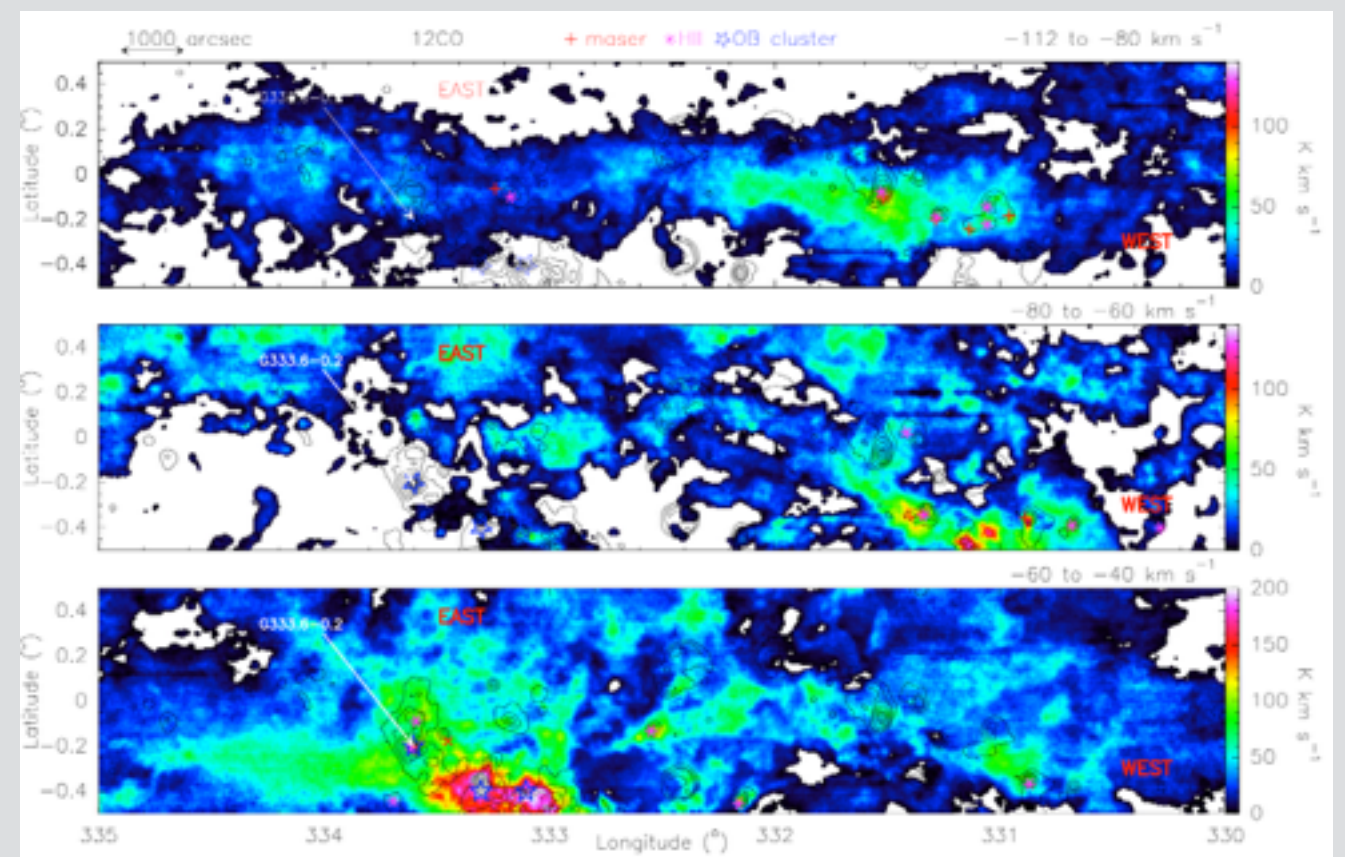 1000 arcsec 12CO + maser *HII ☆OB cluster −112 to −80 km s⁻¹
0.4
0.2
0
−0.2
−0.4
Latitude (°)
EAST
WEST
100
50
0
K km s⁻¹
−80 to −60 km s⁻¹
0.4
0.2
0
−0.2
−0.4
Latitude (°)
G333.6−0.2
EAST
WEST
100
50
0
K km s⁻¹
−60 to −40 km s⁻¹
0.4
0.2
0
−0.2
−0.4
Latitude (°)
G333.6−0.2
EAST
WEST
200
150
100
50
0
K km s⁻¹
335 334 333 332 331 330
Longitude (°)